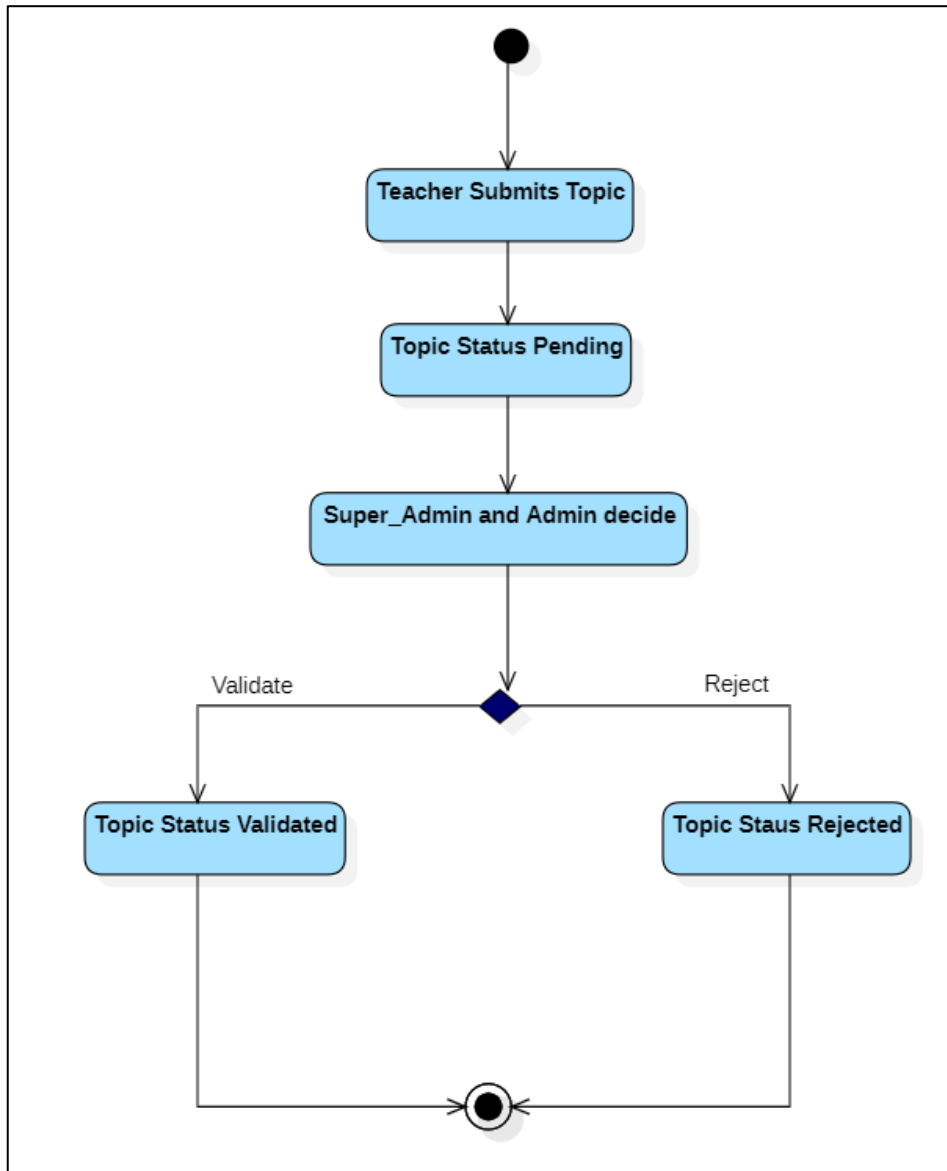 Teacher Submits Topic
Topic Status Pending
Super_Admin and Admin decide
Validate
Reject
Topic Status Validated
Topic Staus Rejected